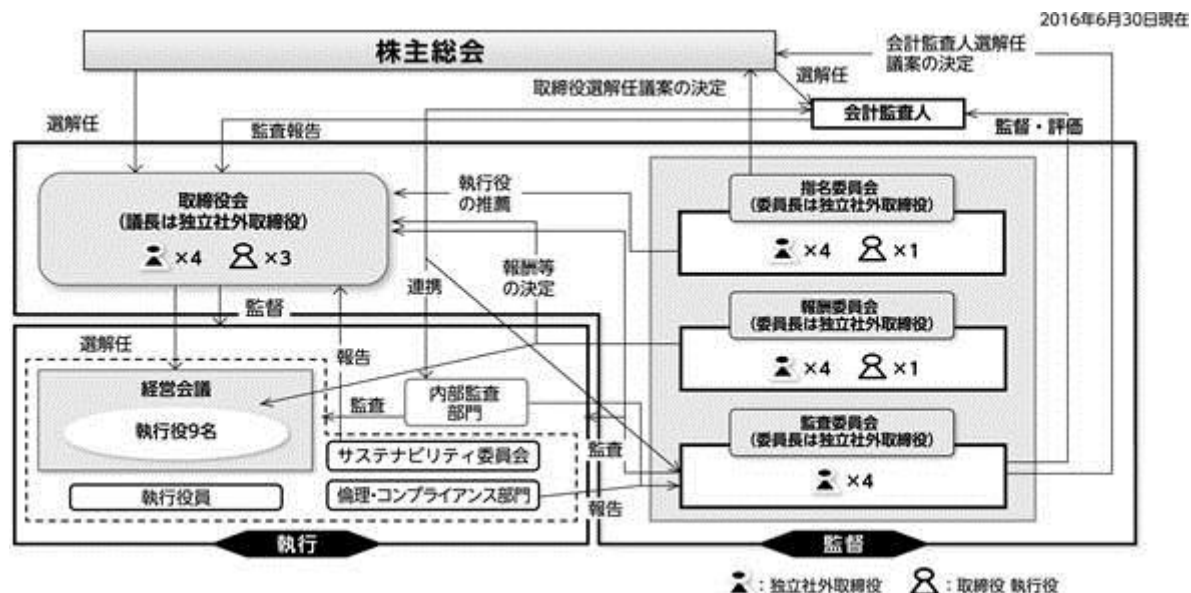 2016年6月30日現在
株主総会
会計監査人選解任
議案の決定
選解任
取締役選解任議案の決定
会計監査人
選解任
監査報告
監督・評価
取締役会
(議長は独立社外取締役)
×4 ×3
執行役
の推薦
指名委員会
(委員長は独立社外取締役)
×4 ×1
連携
報酬等
の決定
監督
報酬委員会
(委員長は独立社外取締役)
×4 ×1
選解任
報告
経営会議
執行役9名
監査
内部監査
部門
監査委員会
(委員長は独立社外取締役)
×4
監査
サステナビリティ委員会
執行役員
倫理・コンプライアンス部門
報告
執行
監督
:独立社外取締役 :取締役 執行役